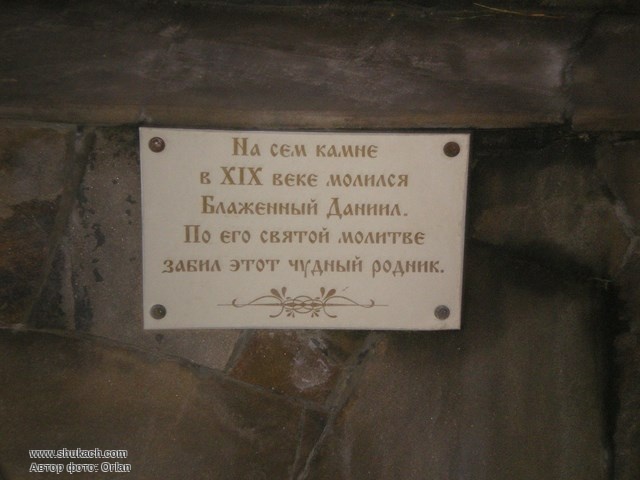 На сем камне
в XIX веке молился
Блаженный Даниил.
По его святой молитве
забил этот чудный родник.
www.shukach.com
Автор фото: Orlan